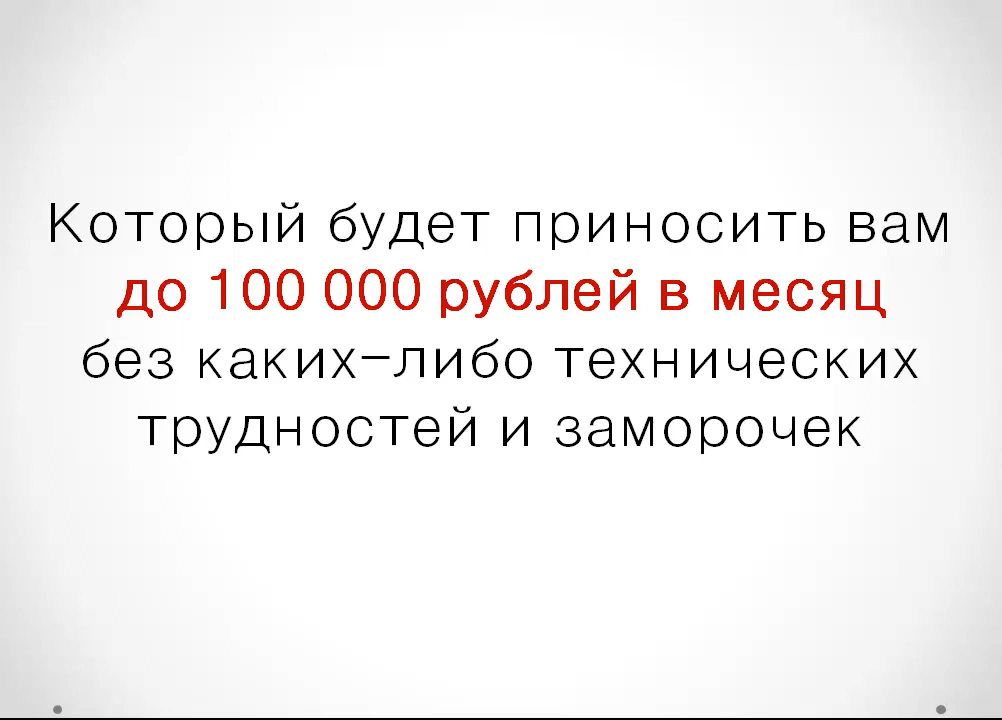 Который будет приносить вам
до 100 000 рублей в месяц
без каких-либо технических
трудностей и заморочек